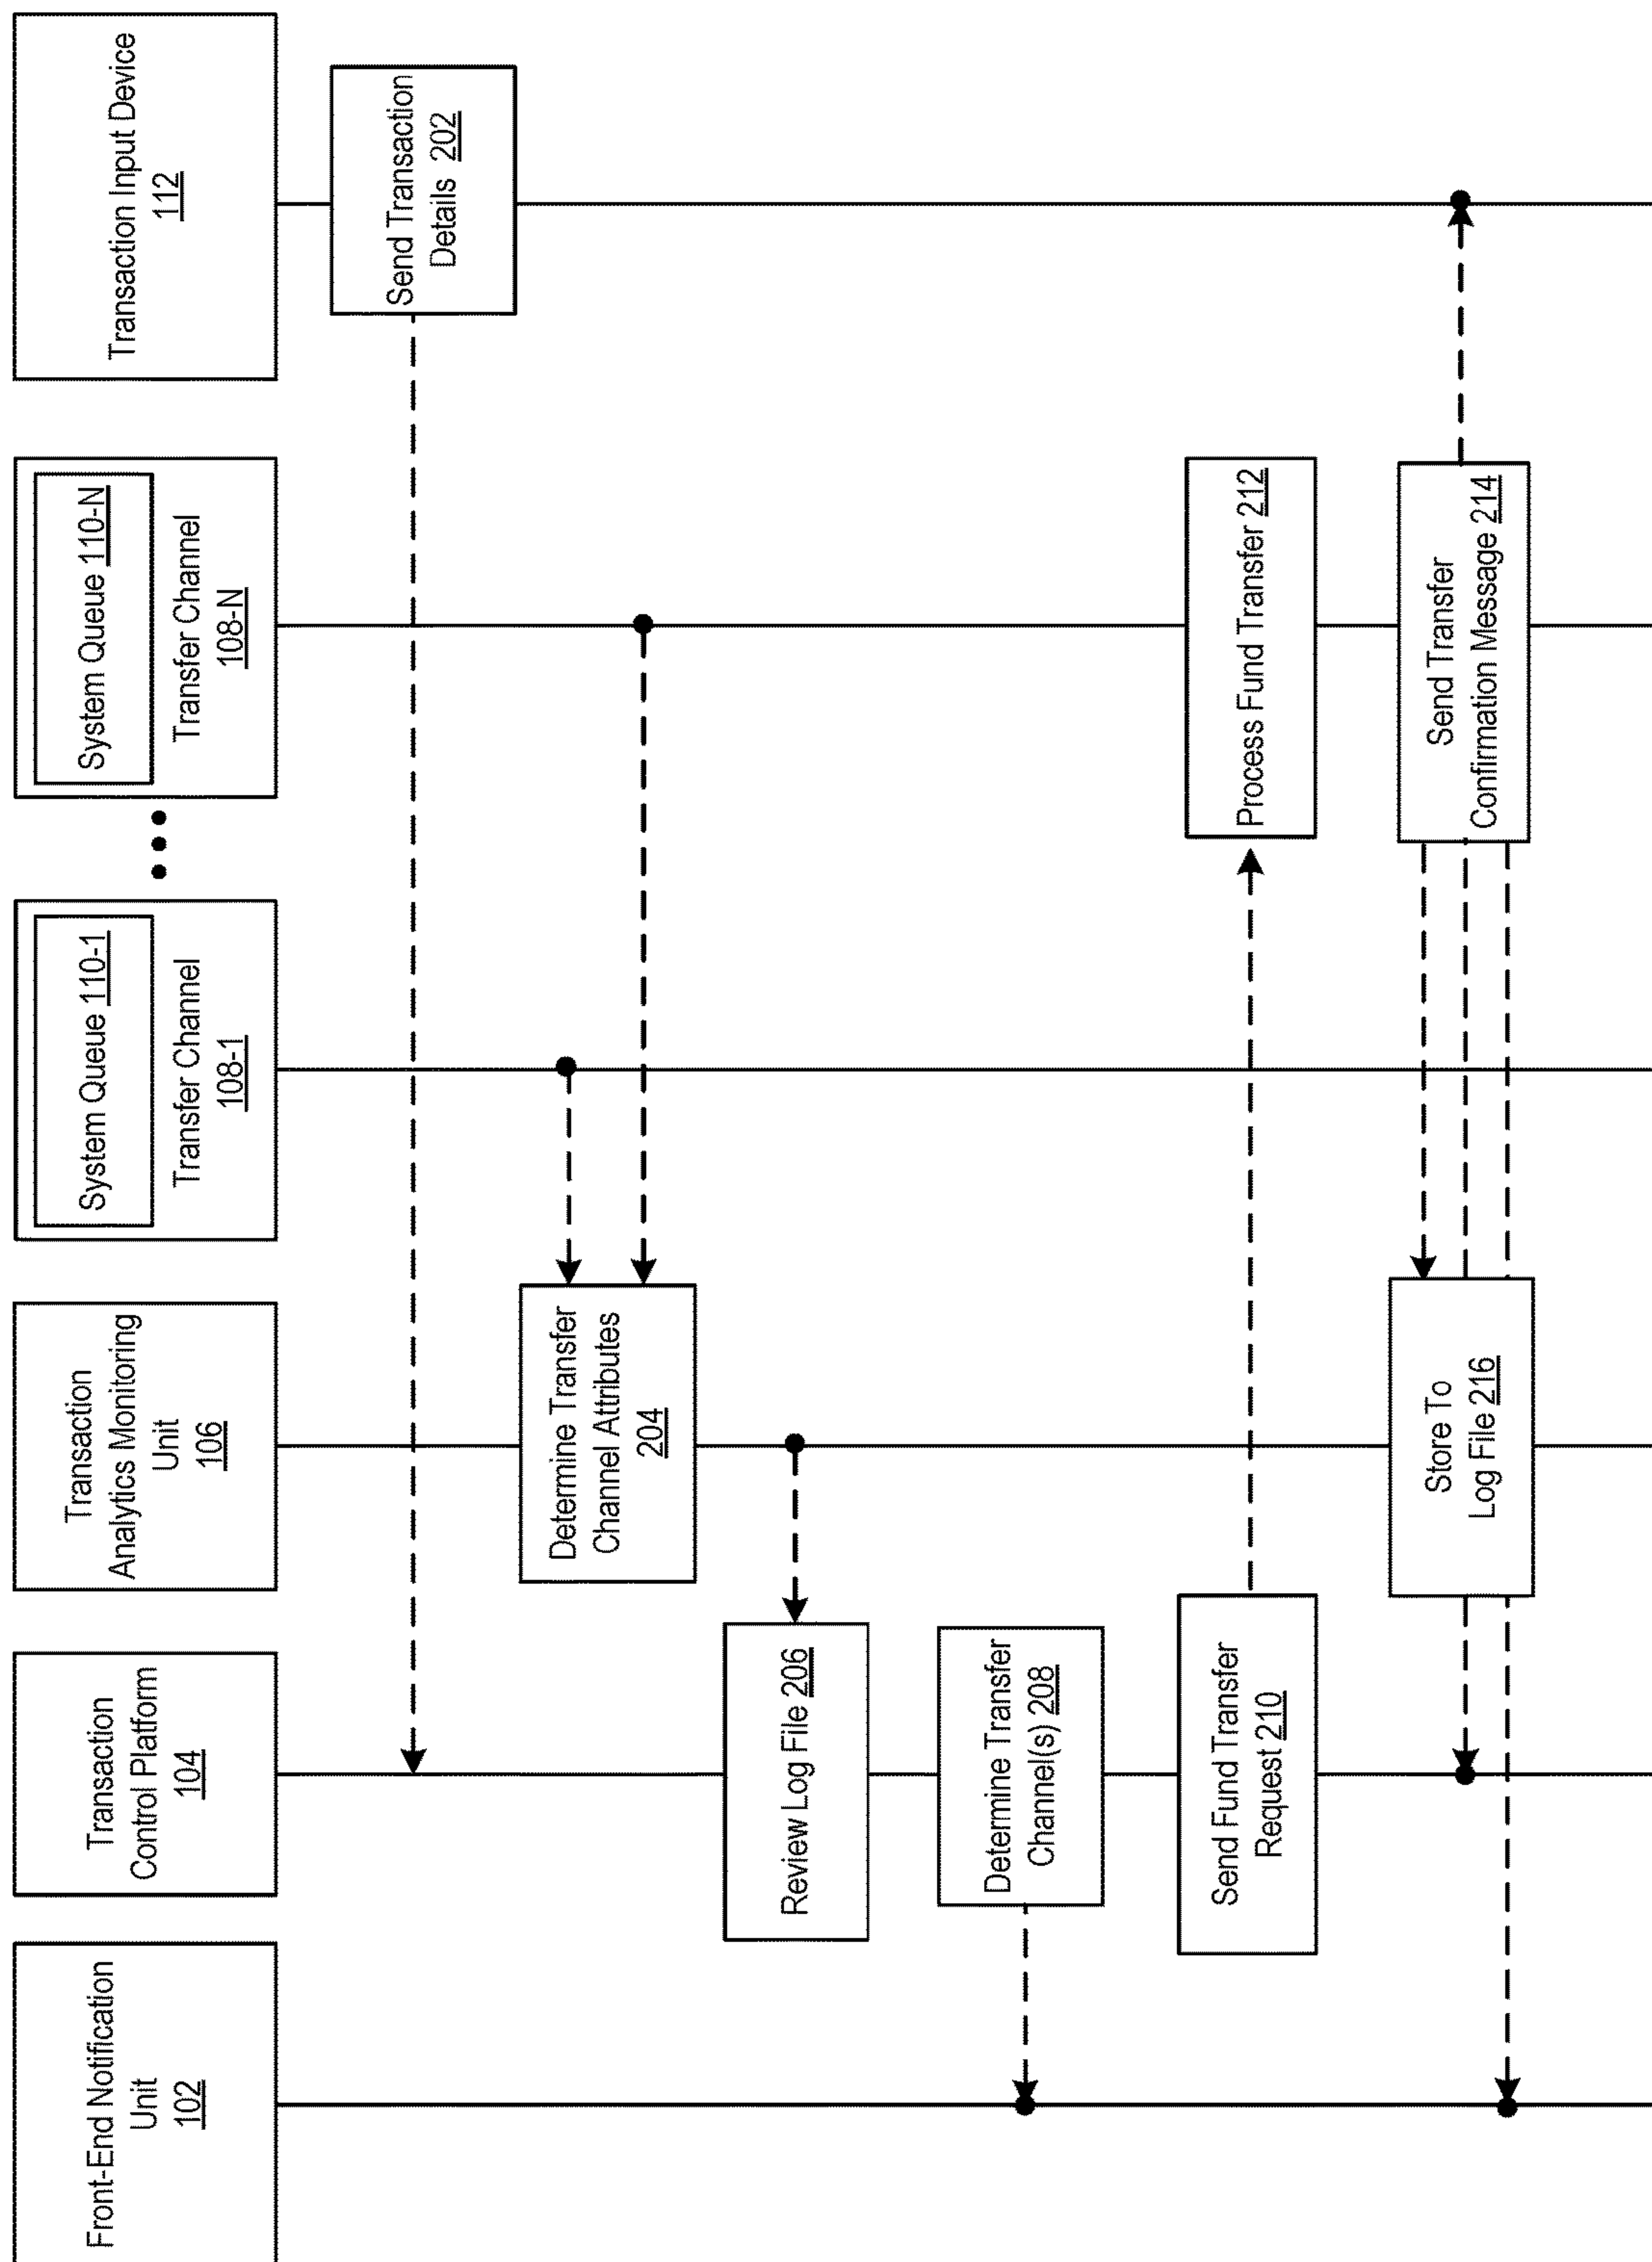 Front-End Notification
Unit
102
Transaction
Control Platform
104
Transaction
Analytics Monitoring
Unit
106
System Queue 110-1
Transfer Channel
108-1
System Queue 110-N
Transfer Channel
108-N
Transaction Input Device
112
Send Transaction
Details 202
Determine Transfer
Channel Attributes
204
Review Log File 206
Determine Transfer
Channel(s) 208
Send Fund Transfer
Request 210
Process Fund Transfer 212
Send Transfer
Confirmation Message 214
Store To
Log File 216